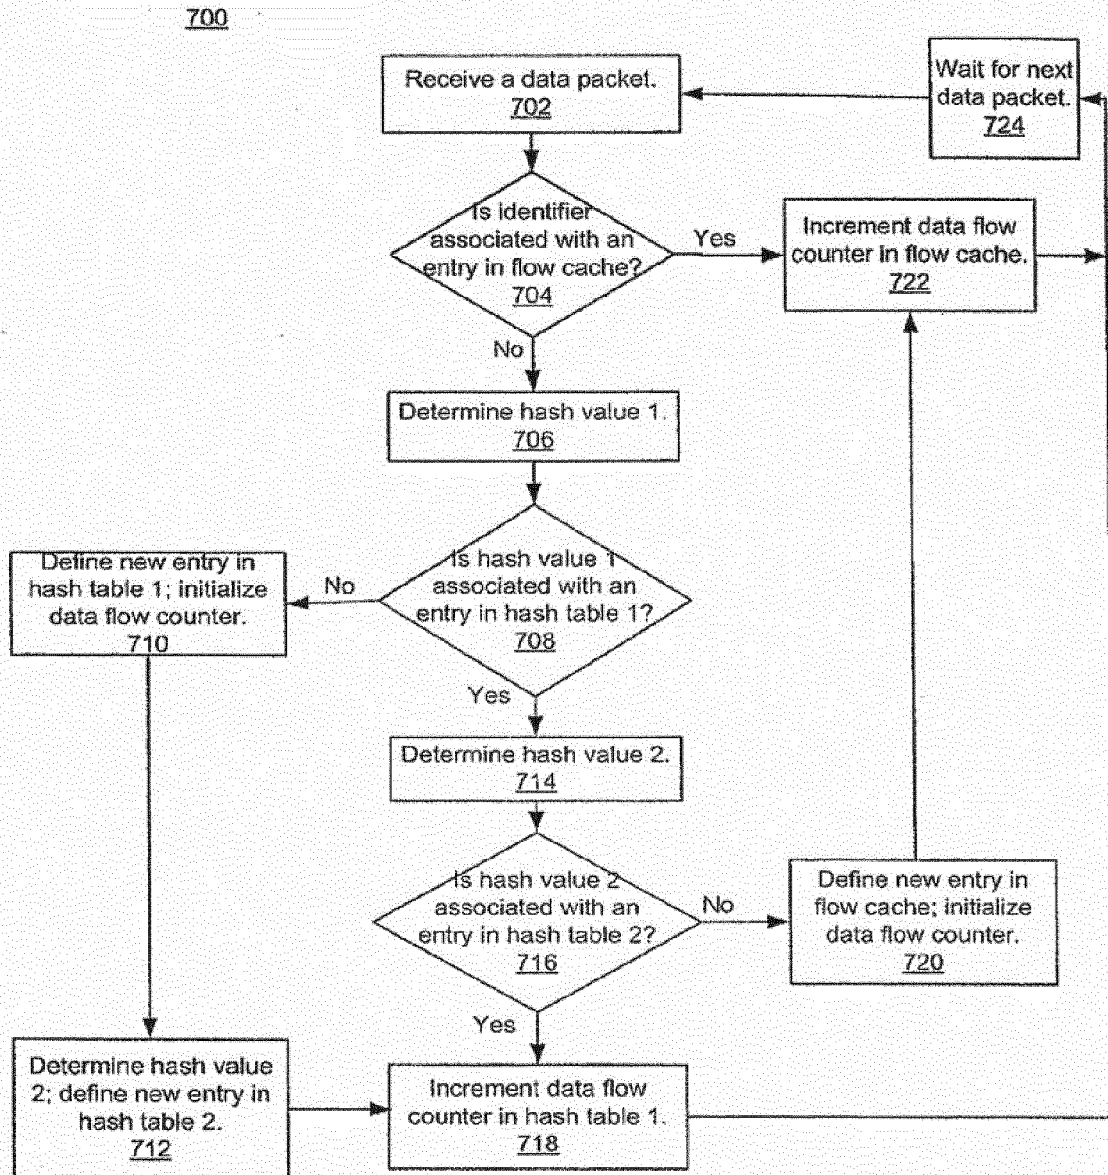 700
Receive a data packet.
702
Wait for next
data packet.
724
Is identifier
associated with an
entry in flow cache?
704
Yes
Increment data flow
counter in flow cache.
722
No
Determine hash value 1.
706
Is hash value 1
associated with an
entry in hash table 1?
708
No
Define new entry in
hash table 1; initialize
data flow counter.
710
Yes
Determine hash value 2.
714
Is hash value 2
associated with an
entry in hash table 2?
716
No
Define new entry in
flow cache; initialize
data flow counter.
720
Yes
Determine hash value
2; define new entry in
hash table 2.
712
Increment data flow
counter in hash table 1.
718